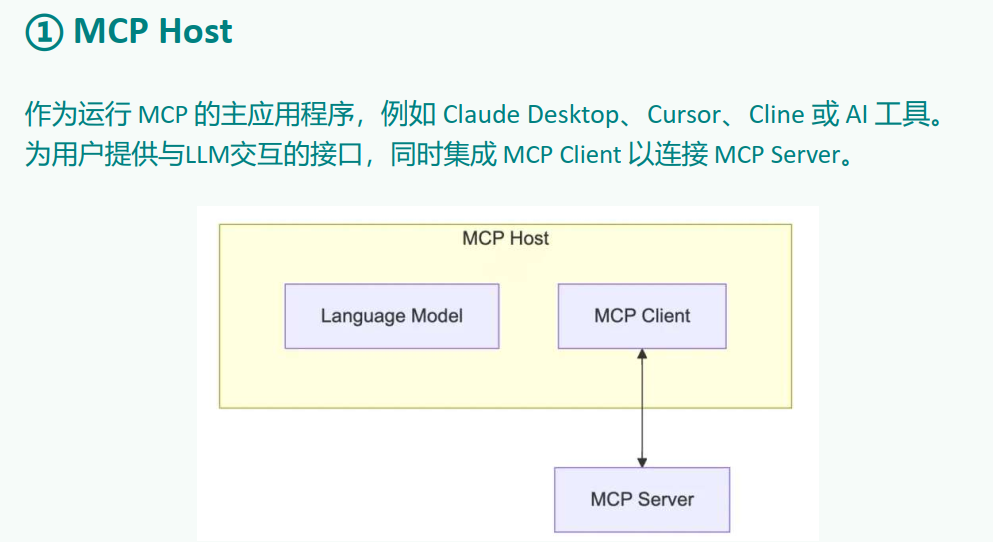 ① MCP Host
作为运行 MCP 的主应用程序，例如 Claude Desktop、Cursor、Cline 或 AI 工具。
为用户提供与LLM交互的接口，同时集成 MCP Client 以连接 MCP Server。
MCP Host
Language Model
MCP Client
MCP Server